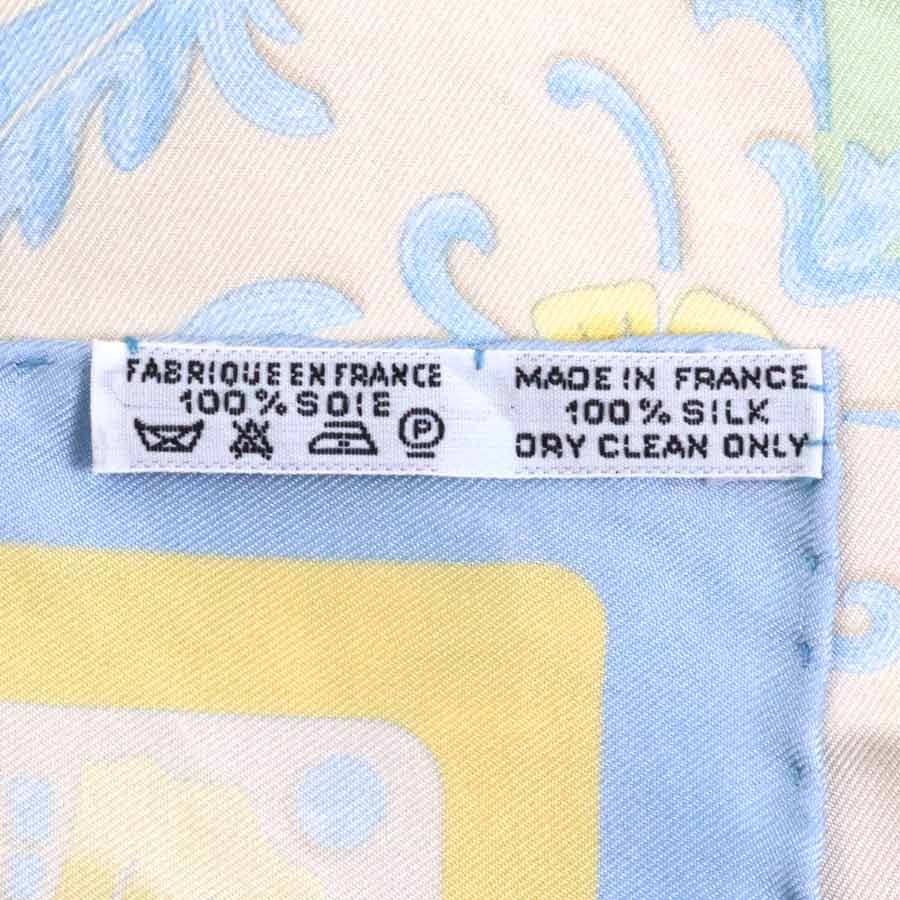 FABRIQUE EN FRANCE
100% SOIE
P
MADE IN FRANCE
100% SILK
DRY CLEAN ONLY